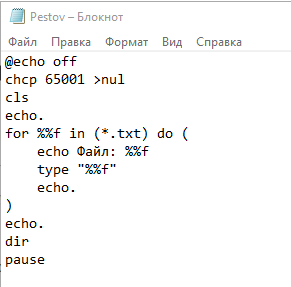 Pestov – Блокнот
Файл Правка Формат Вид Справка
@echo off
chcp 65001 >nul
cls
echo.
for %%f in (*.txt) do (
    echo Файл: %%f
    type "%%f"
    echo.
)
echo.
dir
pause